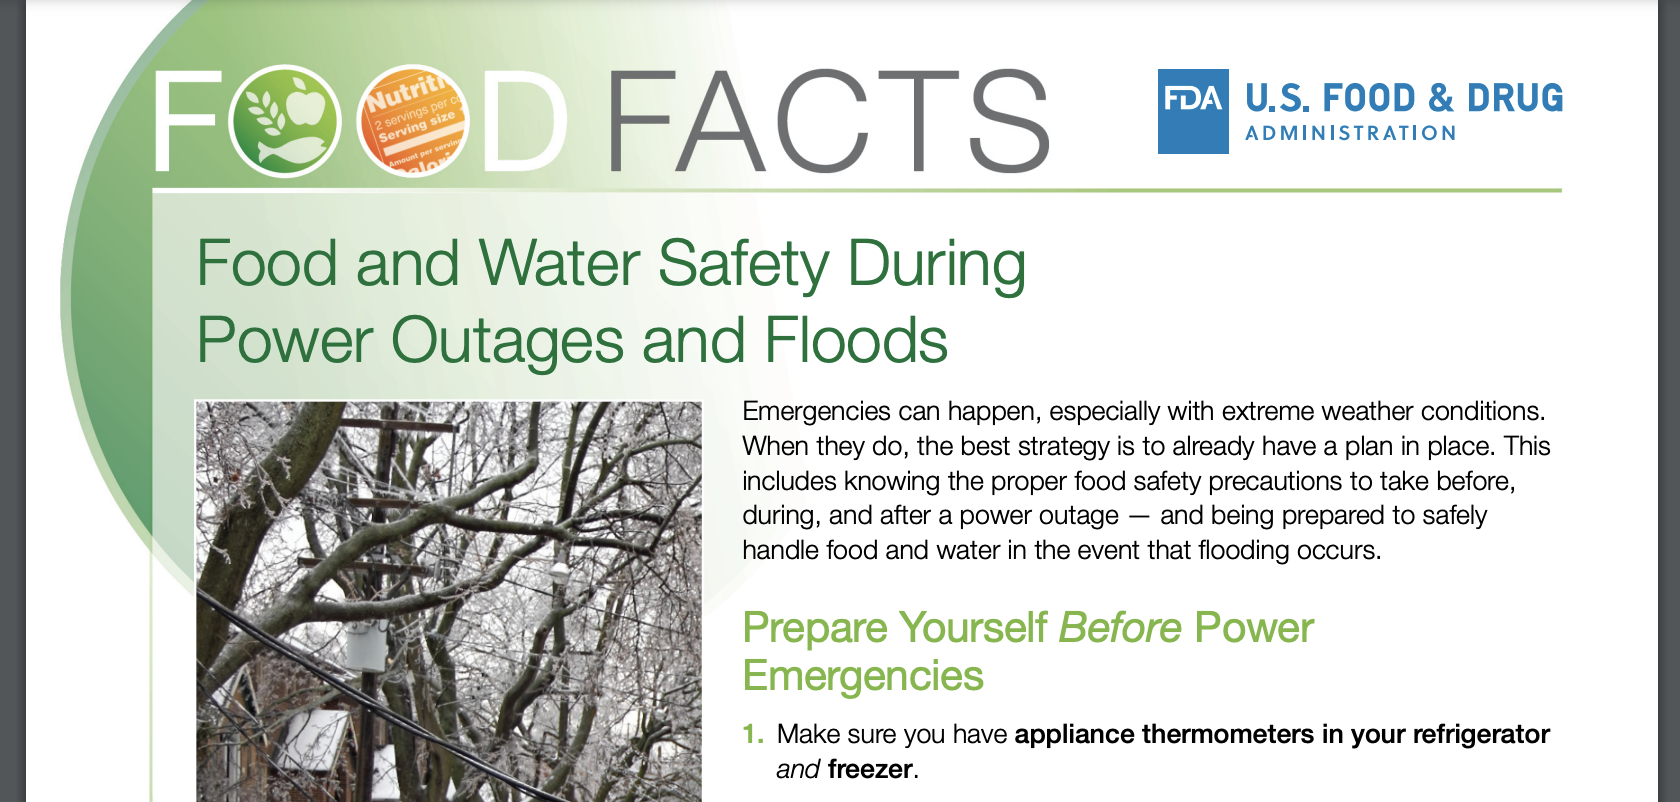 FOOD FACTS
Nutriti
2 servings per co
Serving size
Amount per servin
Calori
FDA
U.S. FOOD & DRUG
ADMINISTRATION
Food and Water Safety During
Power Outages and Floods
Emergencies can happen, especially with extreme weather conditions.
When they do, the best strategy is to already have a plan in place. This
includes knowing the proper food safety precautions to take before,
during, and after a power outage — and being prepared to safely
handle food and water in the event that flooding occurs.
Prepare Yourself Before Power
Emergencies
1. Make sure you have appliance thermometers in your refrigerator
and freezer.